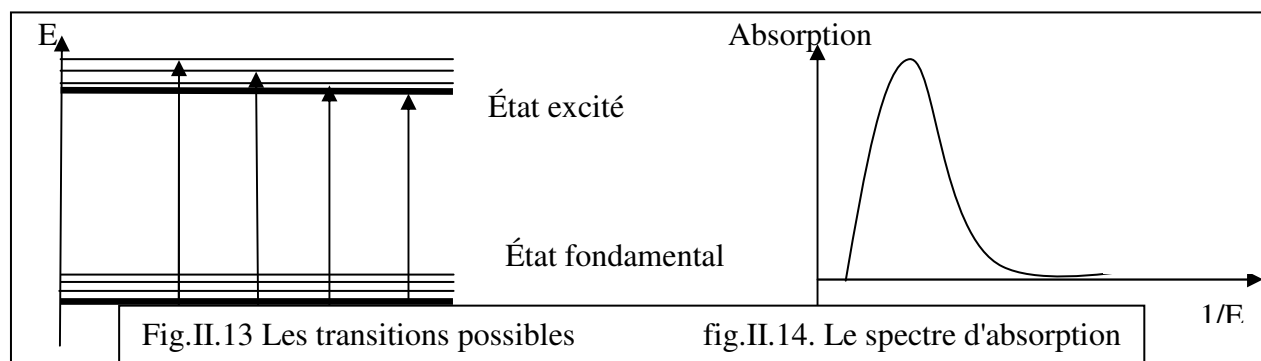 E
Absorption
État excité
État fondamental
1/E
Fig.II.13 Les transitions possibles
fig.II.14. Le spectre d'absorption